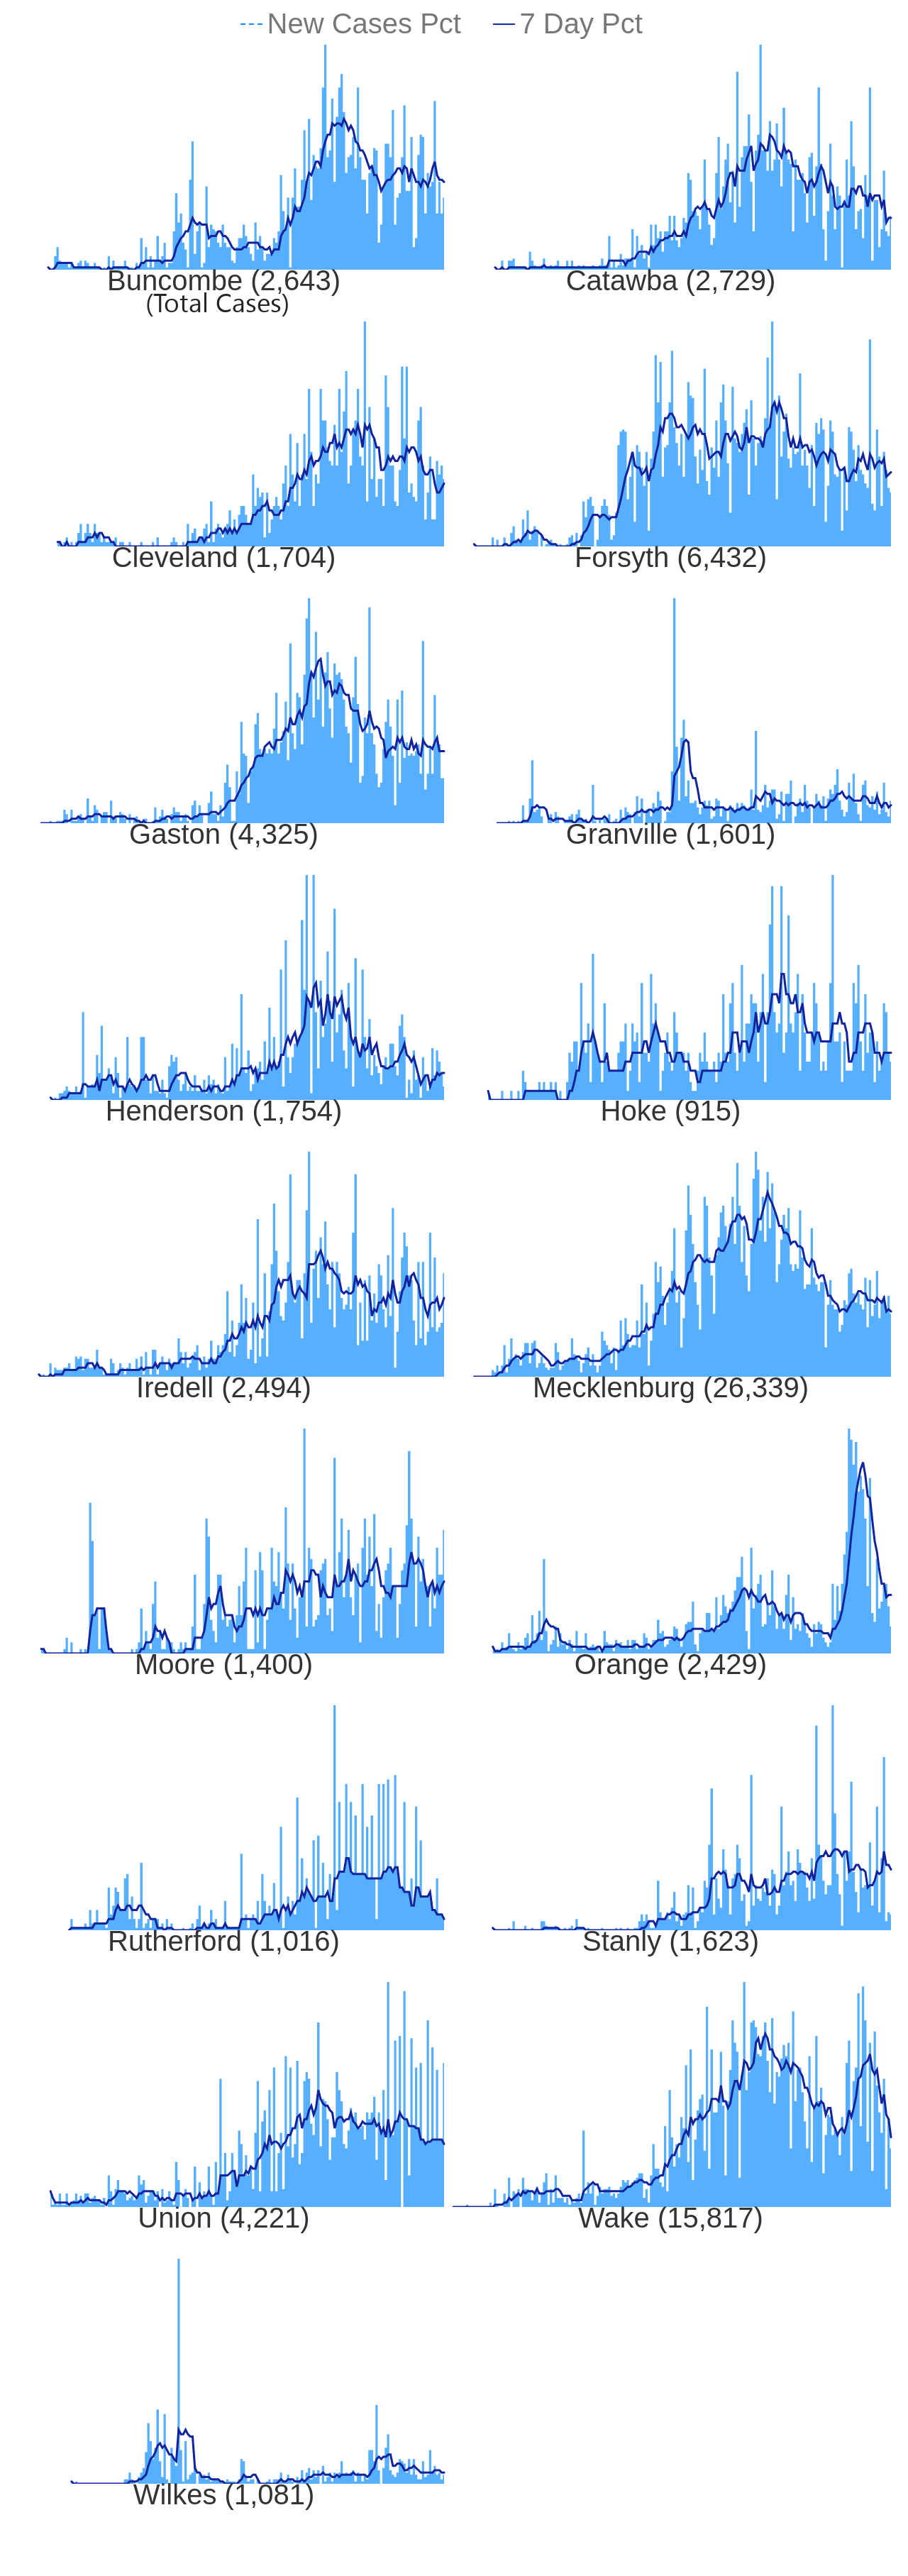 New Cases Pct 7 Day Pct
Buncombe (2,643) Catawba (2,729)
(Total Cases)
Cleveland (1,704) Forsyth (6,432)
Gaston (4,325) Granville (1,601)
Henderson (1,754) Hoke (915)
Iredell (2,494) Mecklenburg (26,339)
Moore (1,400) Orange (2,429)
Rutherford (1,016) Stanly (1,623)
Union (4,221) Wake (15,817)
Wilkes (1,081)